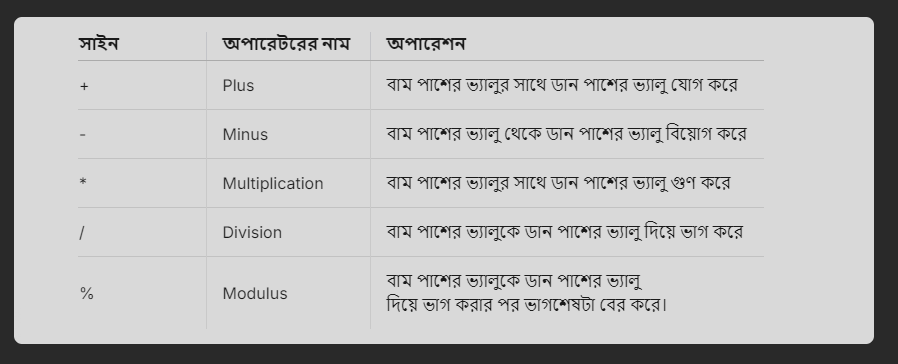 সাইন অপারেটরের নাম অপারেশন
+ Plus বাম পাশের ভ্যালুর সাথে ডান পাশের ভ্যালু যোগ করে
- Minus বাম পাশের ভ্যালু থেকে ডান পাশের ভ্যালু বিয়োগ করে
* Multiplication বাম পাশের ভ্যালুর সাথে ডান পাশের ভ্যালু গুণ করে
/ Division বাম পাশের ভ্যালুকে ডান পাশের ভ্যালু দিয়ে ভাগ করে
% Modulus বাম পাশের ভ্যালুকে ডান পাশের ভ্যালু
দিয়ে ভাগ করার পর ভাগশেষটা বের করে।